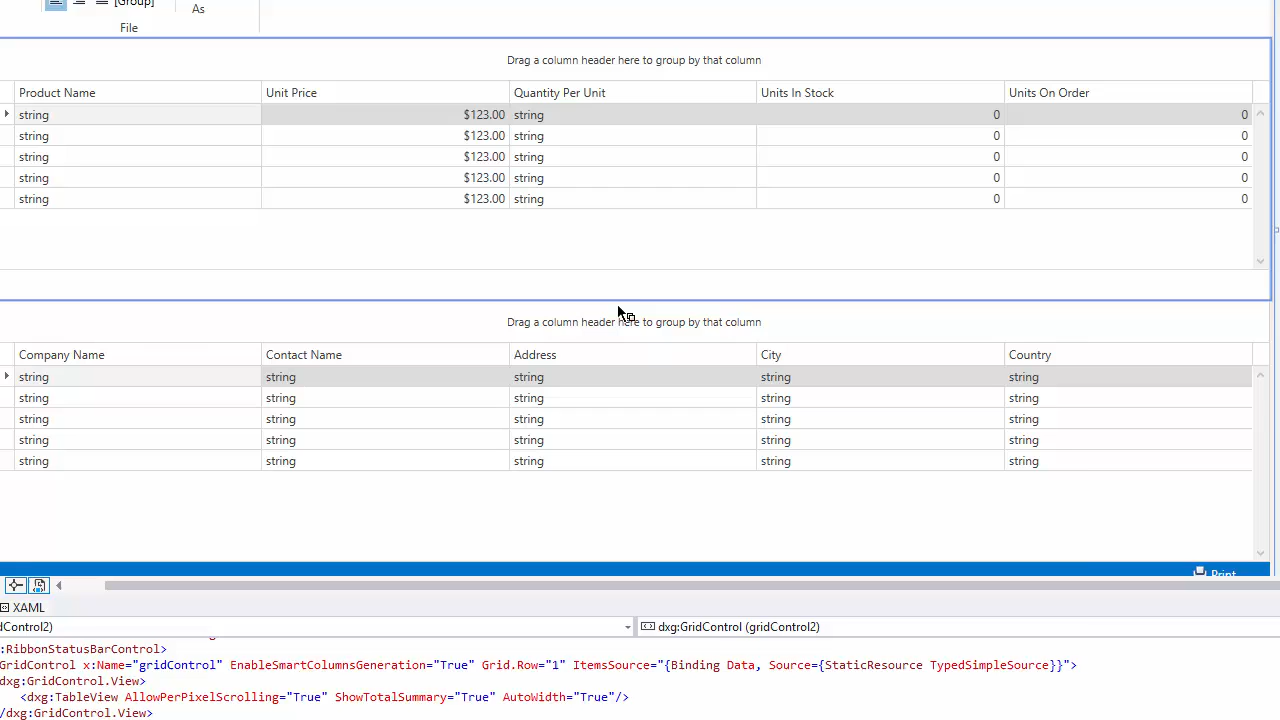 [Group]
As
File
Drag a column header here to group by that column
Product Name Unit Price Quantity Per Unit Units In Stock Units On Order
string $123.00 string 0 0
string $123.00 string 0 0
string $123.00 string 0 0
string $123.00 string 0 0
string $123.00 string 0 0
Drag a column header here to group by that column
Company Name Contact Name Address City Country
string string string string string
string string string string string
string string string string string
string string string string string
string string string string string
Print
XAML
dControl2) dxg:GridControl (gridControl2)
:RibbonStatusBarControl>
GridControl x:Name="gridControl" EnableSmartColumnsGeneration="True" Grid.Row="1" ItemsSource="{Binding Data, Source={StaticResource TypedSimpleSource}}">
dxg:GridControl.View>
<dxg:TableView AllowPerPixelScrolling="True" ShowTotalSummary="True" AutoWidth="True"/>
/dxg:GridControl.View>